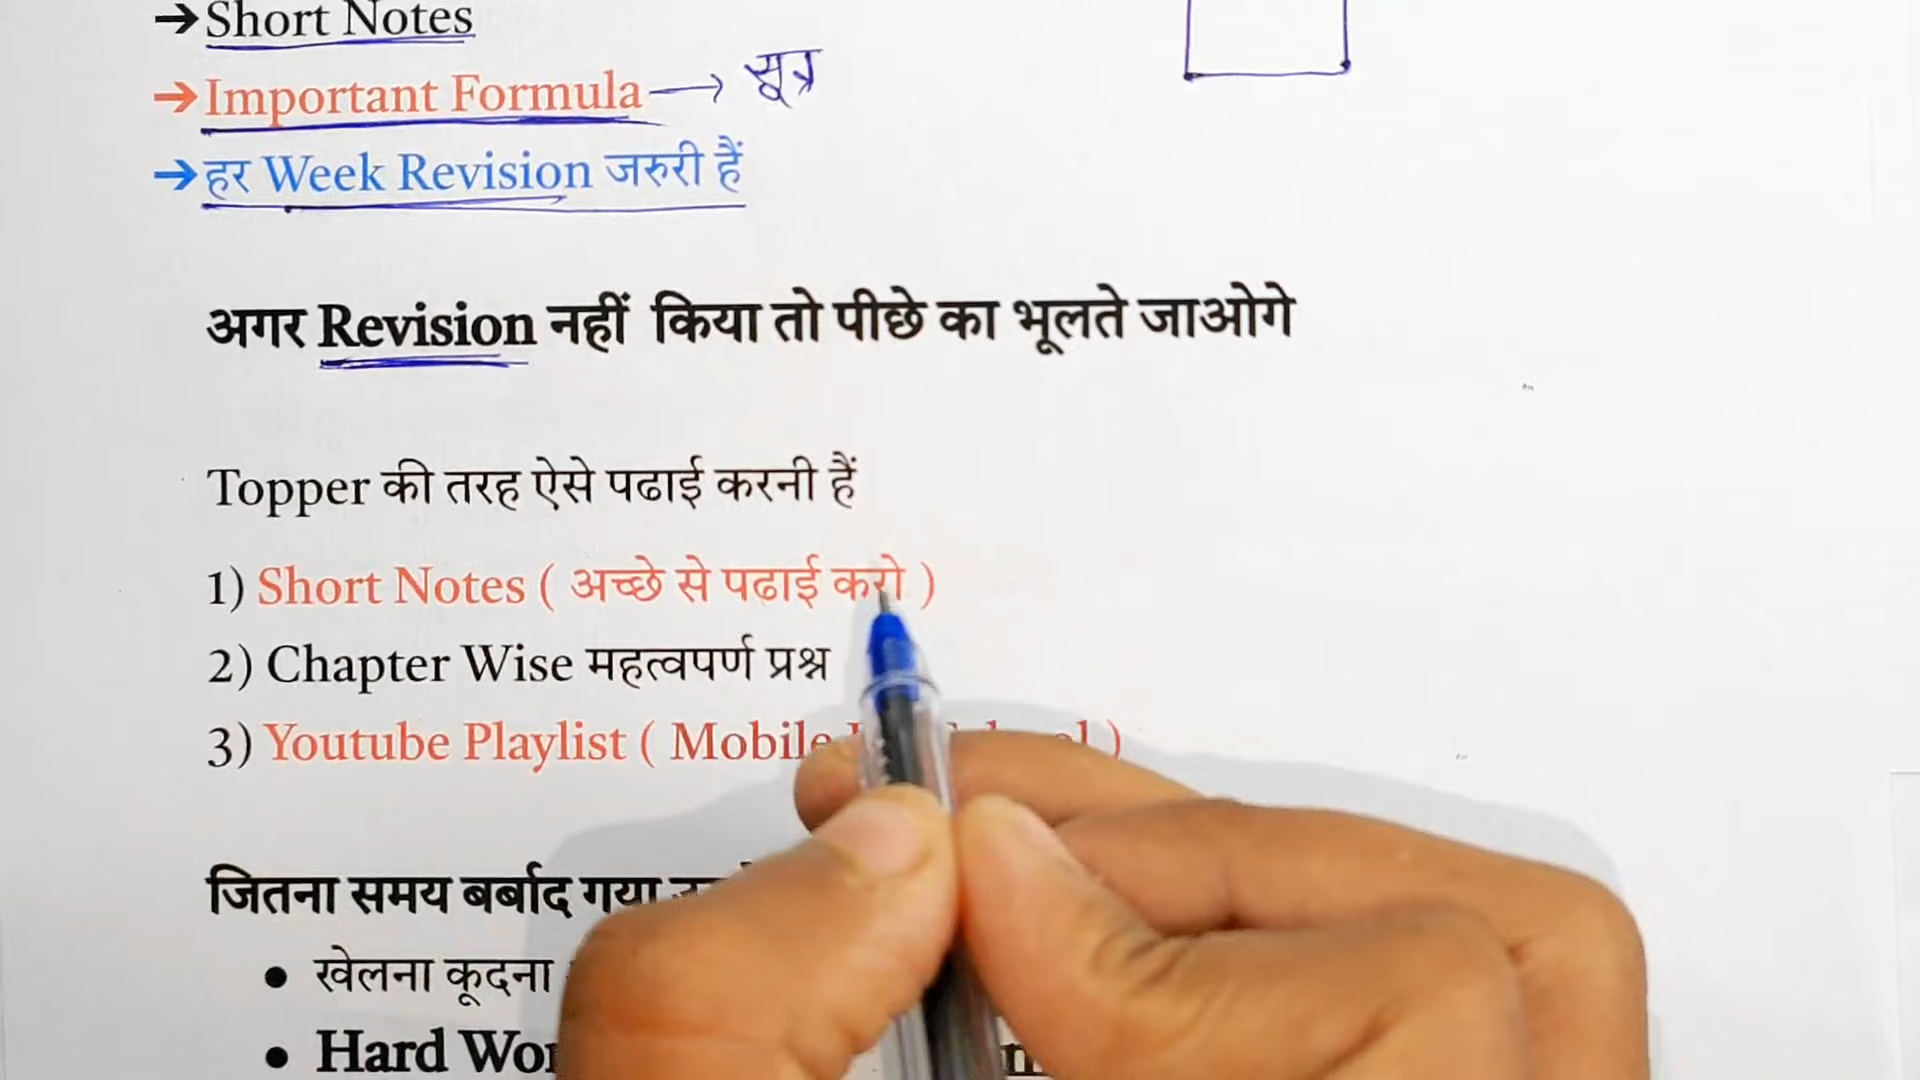 →Short Notes
→Important Formula → सूत्र
→हर Week Revision जरुरी हैं
अगर Revision नहीं किया तो पीछे का भूलते जाओगे
Topper की तरह ऐसे पढाई करनी हैं
1) Short Notes ( अच्छे से पढाई करो )
2) Chapter Wise महत्वपर्ण प्रश्न
3) Youtube Playlist ( Mobile )
जितना समय बर्बाद गया
• खेलना कूदना
• Hard